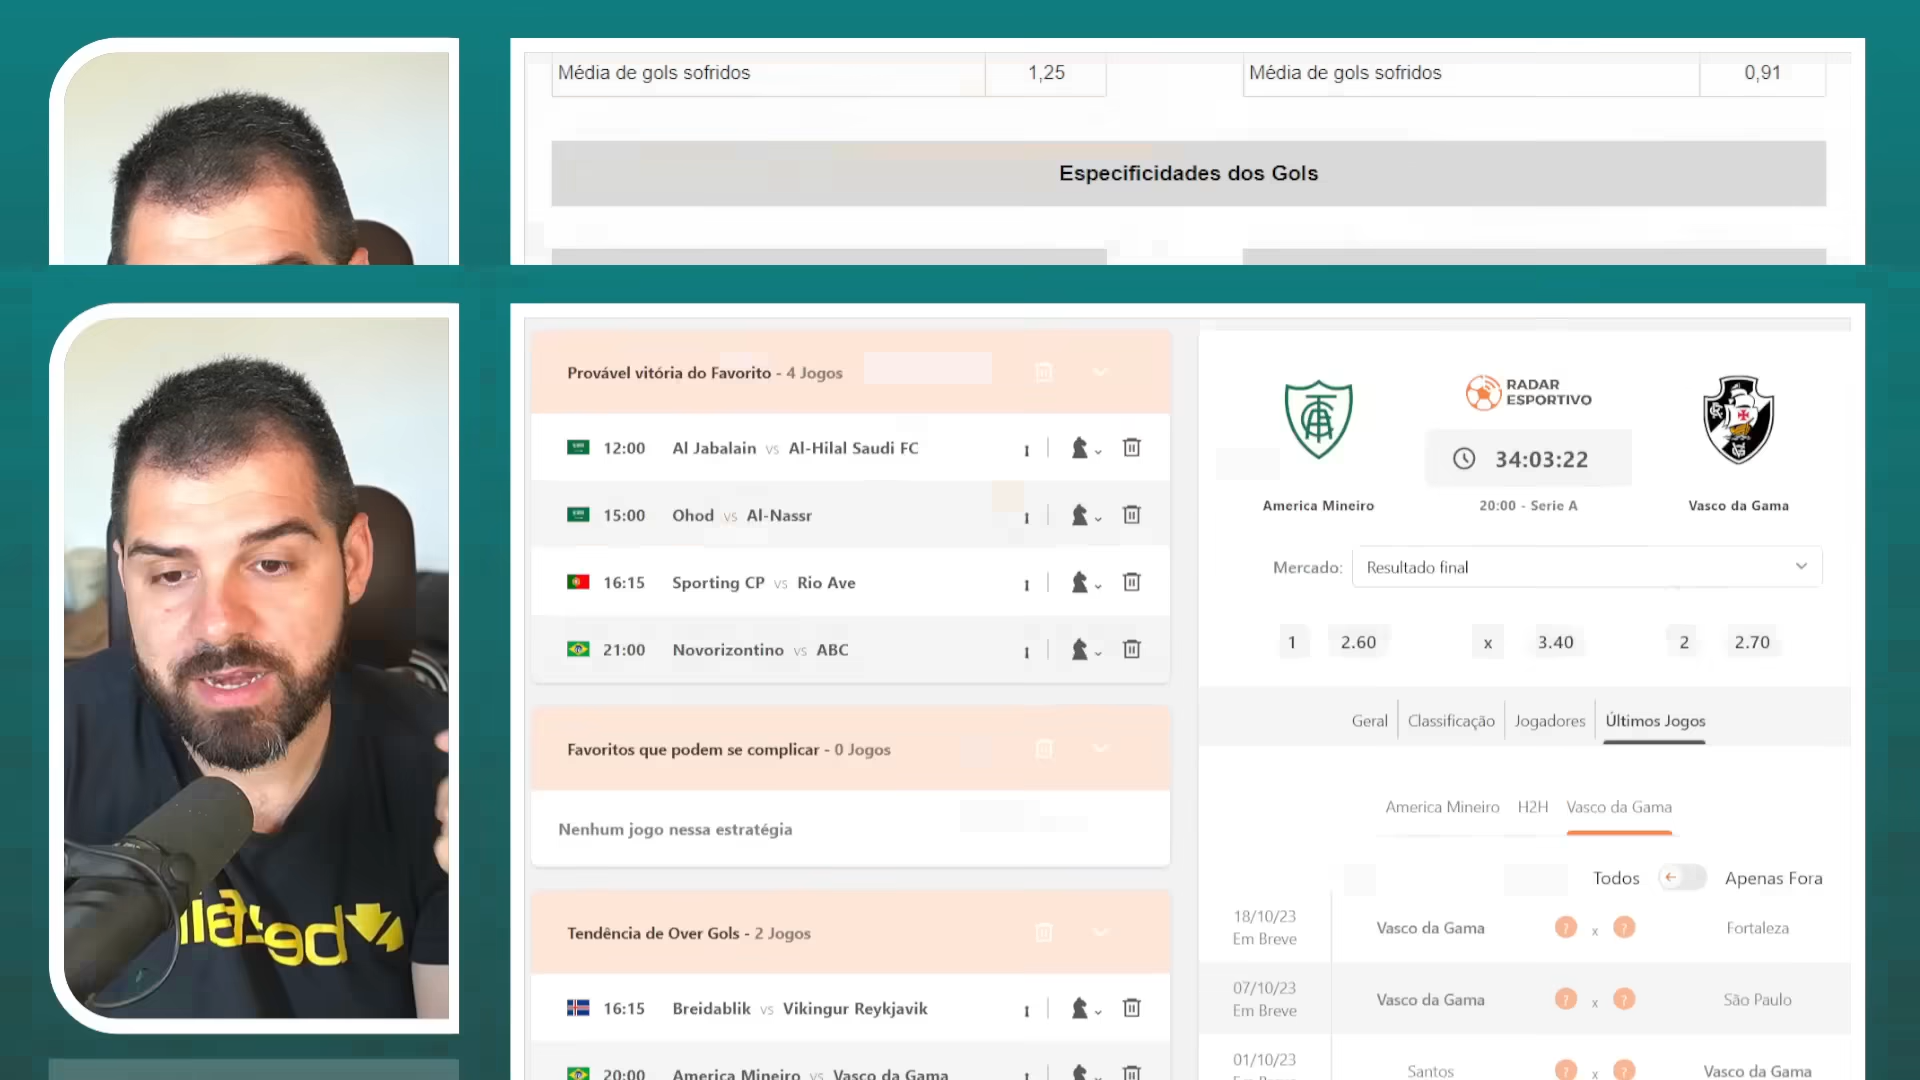 Média de gols sofridos 1,25
Média de gols sofridos 0,91
Especificidades dos Gols
Provável vitória do Favorito - 4 Jogos
12:00 Al Jabalain vs Al-Hilal Saudi FC
15:00 Ohod vs Al-Nassr
16:15 Sporting CP vs Rio Ave
21:00 Novorizontino vs ABC
Favoritos que podem se complicar - 0 Jogos
Nenhum jogo nessa estratégia
Tendência de Over Gols - 2 Jogos
16:15 Breidablik vs Vikingur Reykjavik
20:00 America Mineiro vs Vasco da Gama
RADAR
ESPORTIVO
34:03:22
America Mineiro
20:00 - Serie A
Vasco da Gama
Mercado: Resultado final
1 2.60 x 3.40 2 2.70
Geral Classificação Jogadores Últimos Jogos
America Mineiro H2H Vasco da Gama
Todos Apenas Fora
18/10/23
Em Breve
Vasco da Gama ? x ? Fortaleza
07/10/23
Em Breve
Vasco da Gama ? x ? São Paulo
01/10/23
Em Breve
Santos ? x ? Vasco da Gama